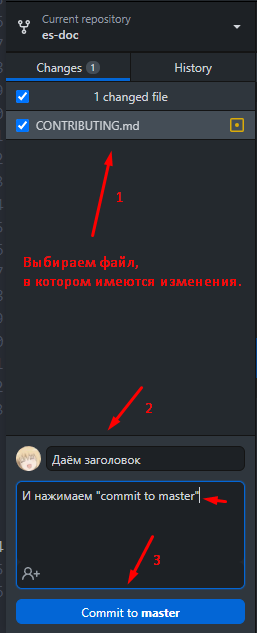 Current repository
es-doc
Changes 1
History
1 changed file
CONTRIBUTING.md
1
Выбираем файл,
в котором имеются изменения.
2
Даём заголовок
И нажимаем "commit to master"
3
Commit to master